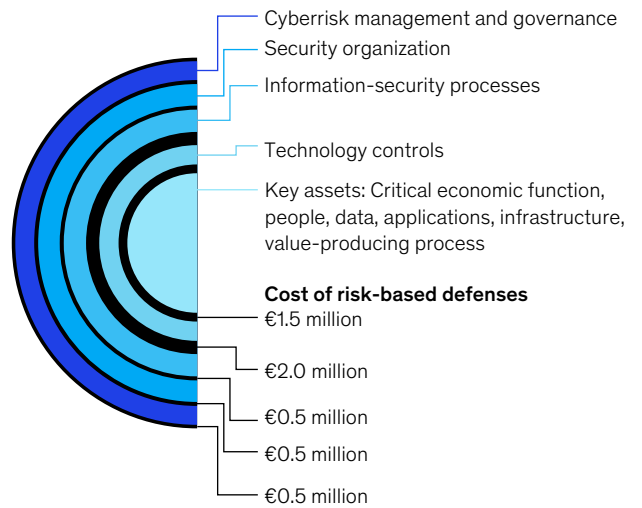 Cyberrisk management and governance
Security organization
Information-security processes
Technology controls
Key assets: Critical economic function,
people, data, applications, infrastructure,
value-producing process
Cost of risk-based defenses
€1.5 million
€2.0 million
€0.5 million
€0.5 million
€0.5 million